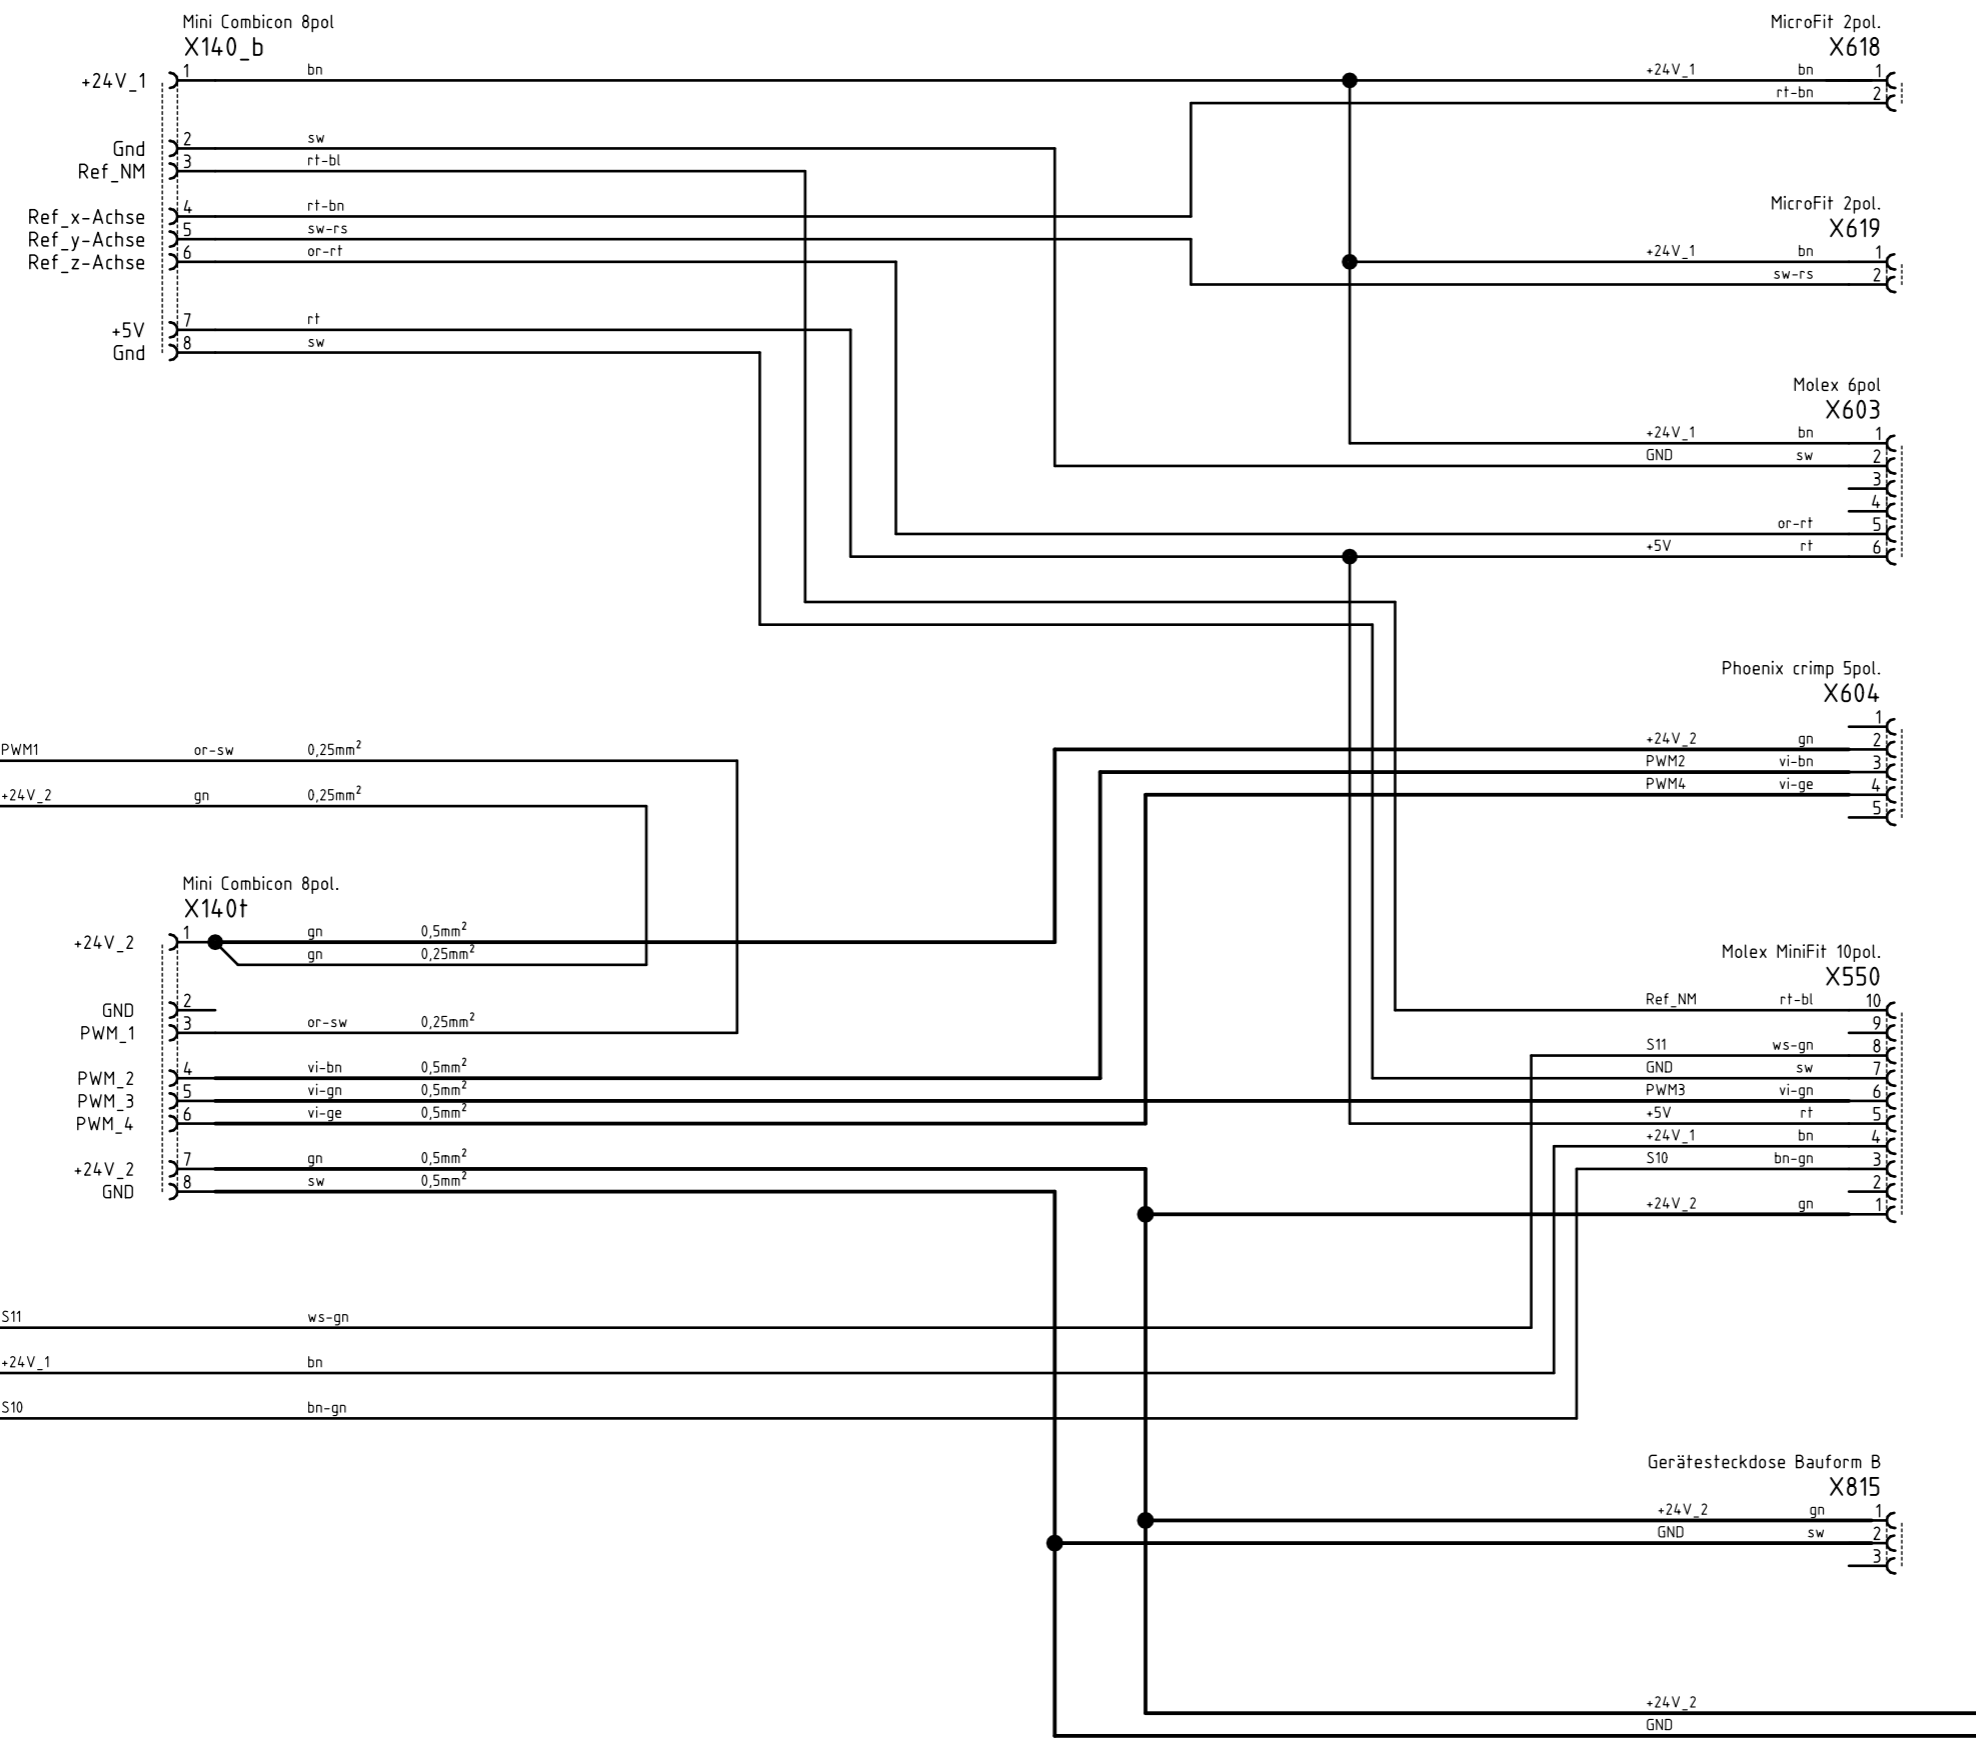 Mini Combicon 8pol
X140_b
+24V_1 1 bn
Gnd 2 sw
Ref_NM 3 rt-bl
Ref_x-Achse 4 rt-bn
Ref_y-Achse 5 sw-rs
Ref_z-Achse 6 or-rt
+5V 7 rt
Gnd 8 sw
MicroFit 2pol.
X618
+24V_1 bn 1
rt-bn 2
MicroFit 2pol.
X619
+24V_1 bn 1
sw-rs 2
Molex 6pol
X603
+24V_1 bn 1
GND sw 2
3
4
or-rt 5
+5V rt 6
Phoenix crimp 5pol.
X604
1
+24V_2 gn 2
PWM2 vi-bn 3
PWM4 vi-ge 4
5
PWM1 or-sw 0,25mm²
+24V_2 gn 0,25mm²
Mini Combicon 8pol.
X140t
+24V_2 1 gn 0,5mm²
gn 0,25mm²
GND 2
PWM_1 3 or-sw 0,25mm²
PWM_2 4 vi-bn 0,5mm²
PWM_3 5 vi-gn 0,5mm²
PWM_4 6 vi-ge 0,5mm²
+24V_2 7 gn 0,5mm²
GND 8 sw 0,5mm²
Molex MiniFit 10pol.
X550
Ref_NM rt-bl 10
9
S11 ws-gn 8
GND sw 7
PWM3 vi-gn 6
+5V rt 5
+24V_1 bn 4
S10 bn-gn 3
2
+24V_2 gn 1
S11 ws-gn
+24V_1 bn
S10 bn-gn
Gerätesteckdose Bauform B
X815
+24V_2 gn 1
GND sw 2
3
+24V_2
GND